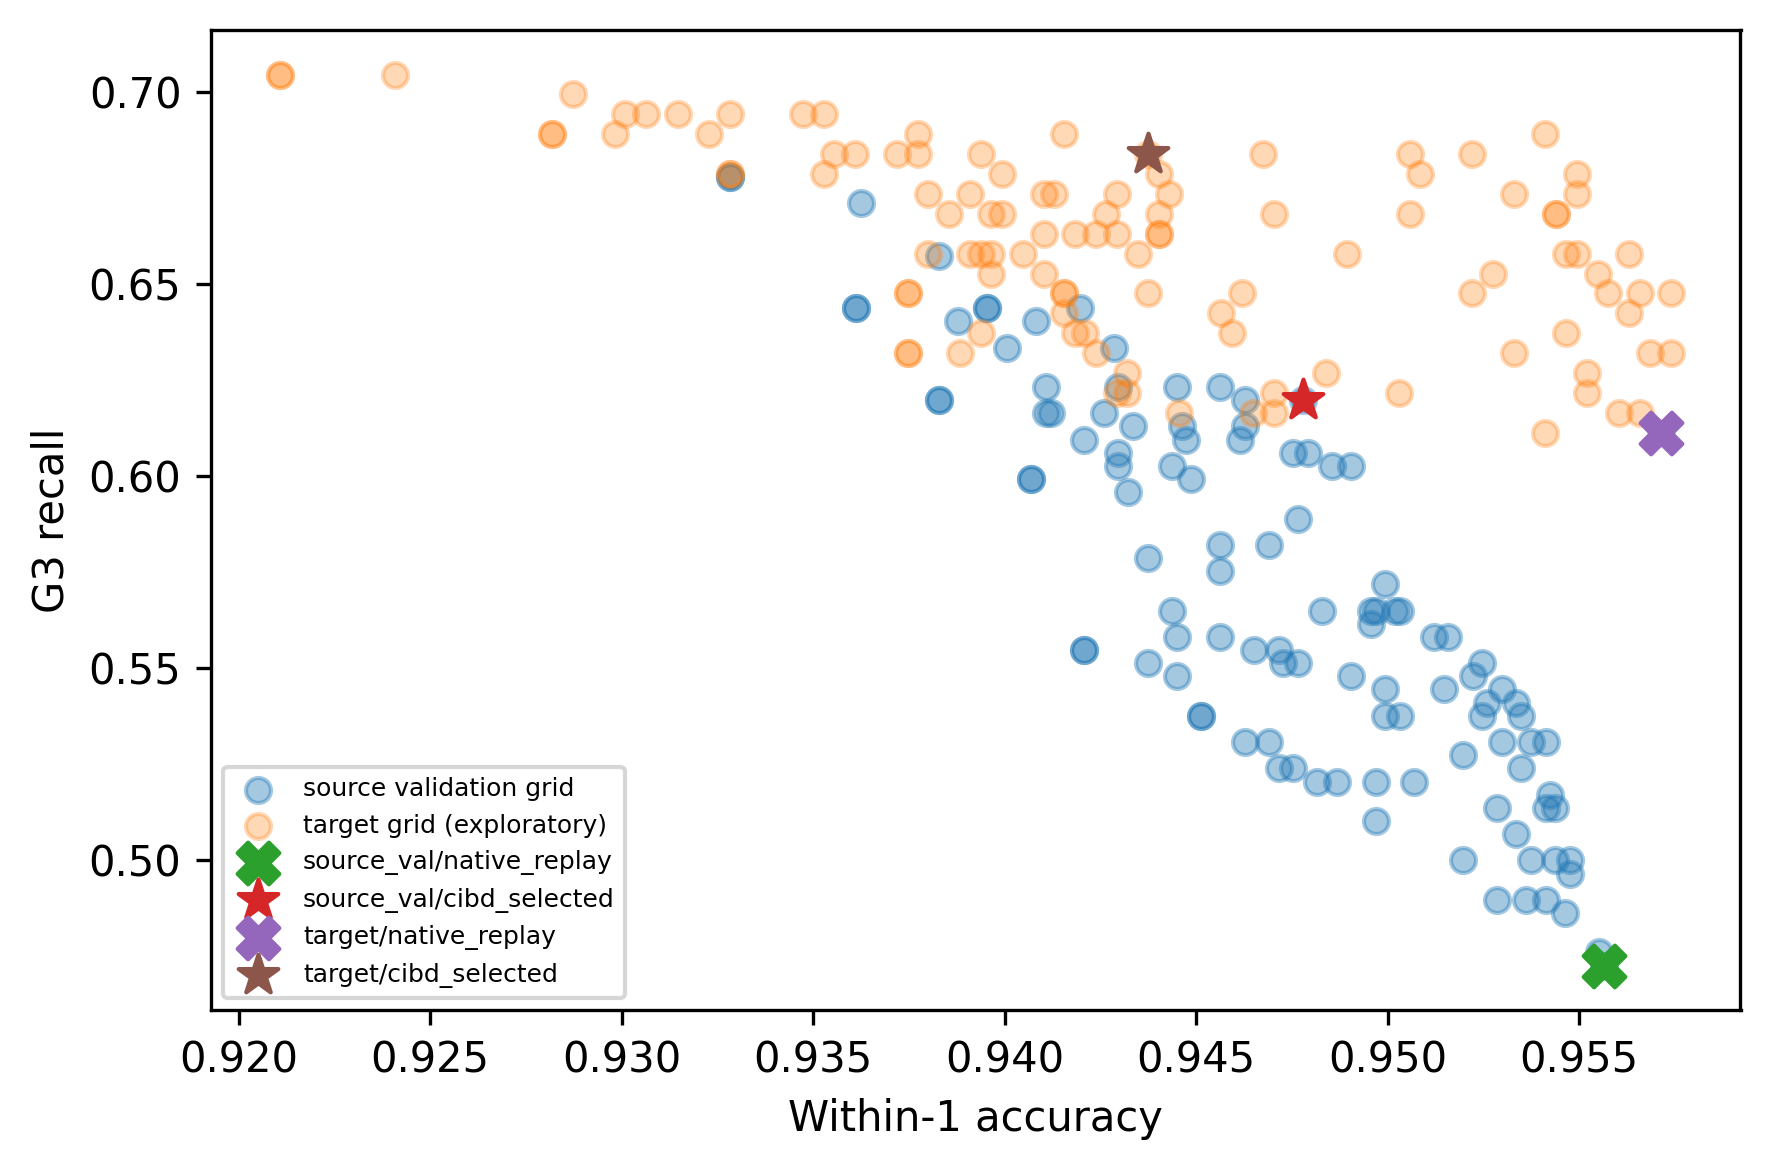 G3 recall
0.70
0.65
0.60
0.55
0.50
source validation grid
target grid (exploratory)
source_val/native_replay
source_val/cibd_selected
target/native_replay
target/cibd_selected
0.920 0.925 0.930 0.935 0.940 0.945 0.950 0.955
Within-1 accuracy